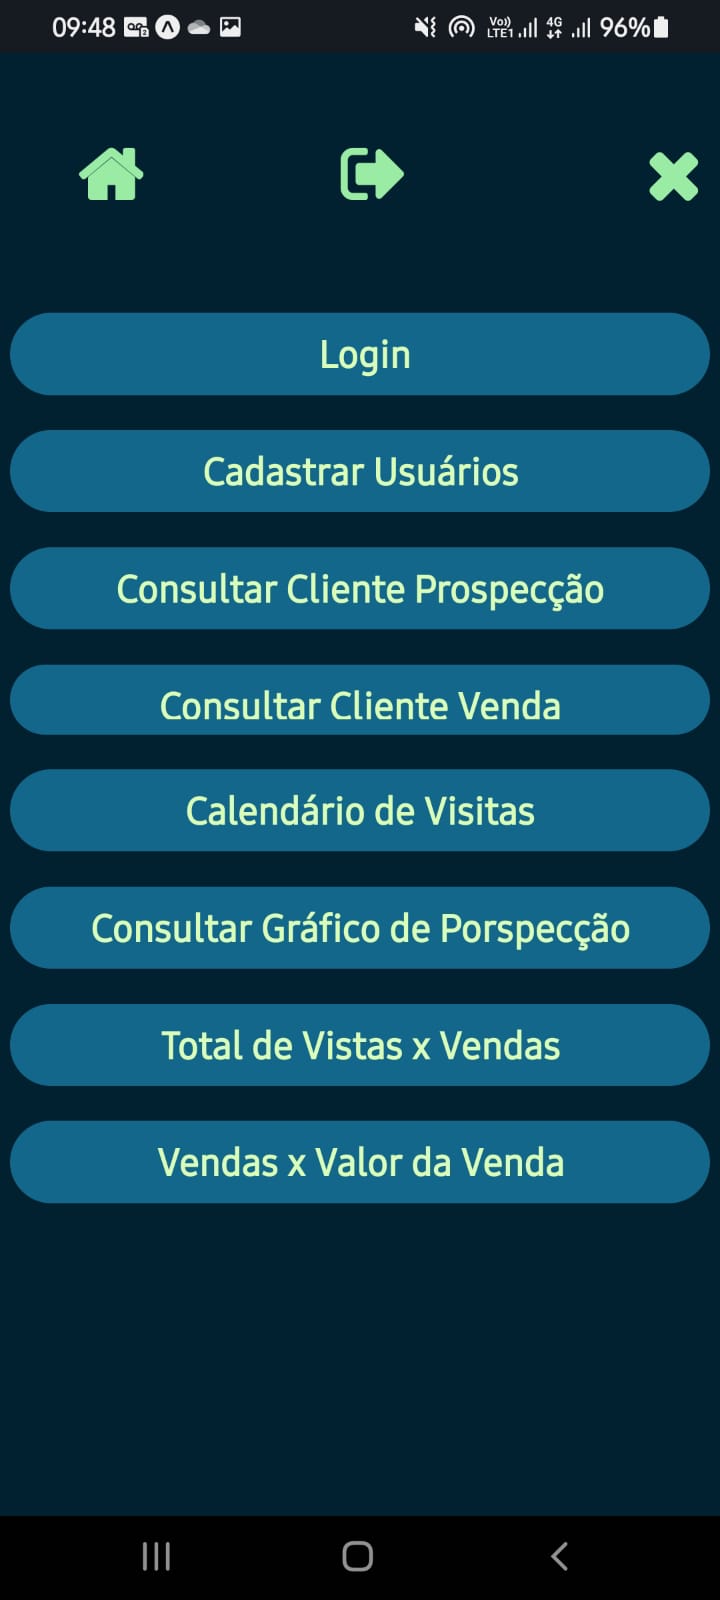 09:48
Vo))
LTE1
4G
96%
Login
Cadastrar Usuários
Consultar Cliente Prospecção
Consultar Cliente Venda
Calendário de Visitas
Consultar Gráfico de Porspecção
Total de Vistas x Vendas
Vendas x Valor da Venda